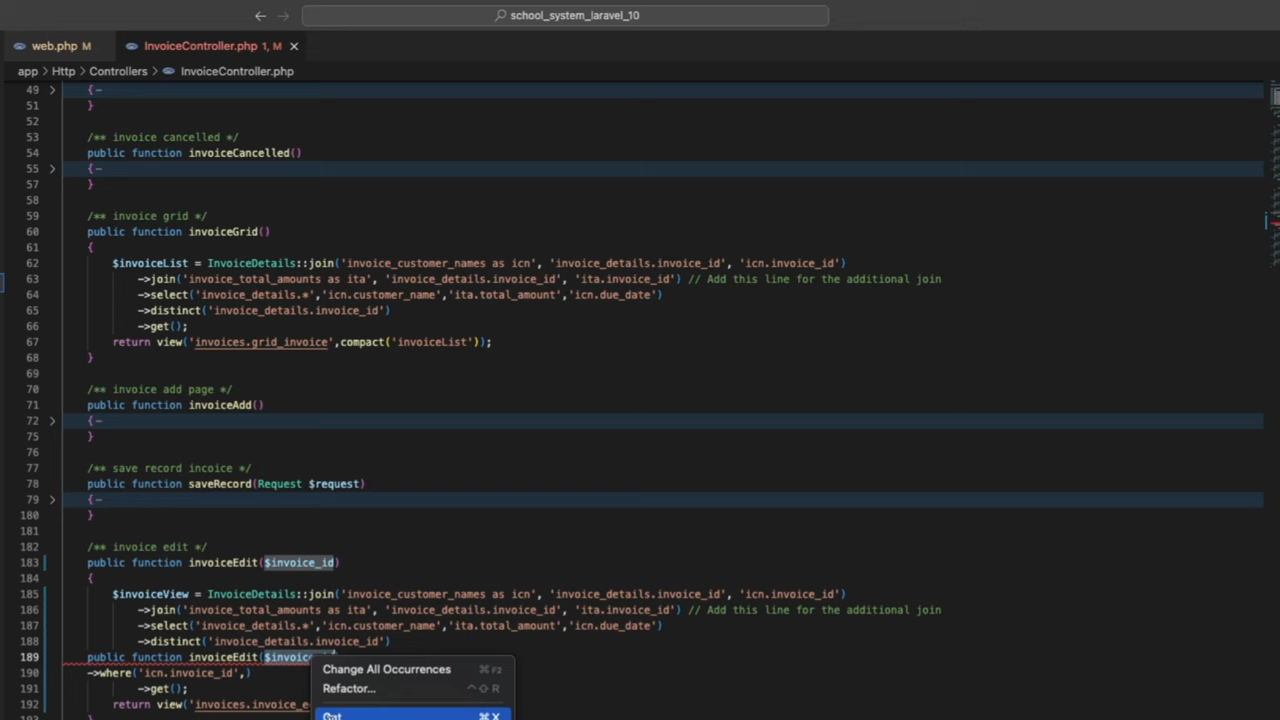 ← → school_system_laravel_10
web.php M InvoiceController.php 1, M ×
app > Http > Controllers > InvoiceController.php
49 > {–
51 }
52
53 /** invoice cancelled */
54 public function invoiceCancelled()
55 > {–
57 }
58
59 /** invoice grid */
60 public function invoiceGrid()
61 {
62 $invoiceList = InvoiceDetails::join('invoice_customer_names as icn', 'invoice_details.invoice_id', 'icn.invoice_id')
63 ->join('invoice_total_amounts as ita', 'invoice_details.invoice_id', 'ita.invoice_id') // Add this line for the additional join
64 ->select('invoice_details.*','icn.customer_name','ita.total_amount','icn.due_date')
65 ->distinct('invoice_details.invoice_id')
66 ->get();
67 return view('invoices.grid_invoice',compact('invoiceList'));
68 }
69
70 /** invoice add page */
71 public function invoiceAdd()
72 > {–
75 }
76
77 /** save record incoice */
78 public function saveRecord(Request $request)
79 > {–
180 }
181
182 /** invoice edit */
183 public function invoiceEdit($invoice_id)
184 {
185 $invoiceView = InvoiceDetails::join('invoice_customer_names as icn', 'invoice_details.invoice_id', 'icn.invoice_id')
186 ->join('invoice_total_amounts as ita', 'invoice_details.invoice_id', 'ita.invoice_id') // Add this line for the additional join
187 ->select('invoice_details.*','icn.customer_name','ita.total_amount','icn.due_date')
188 ->distinct('invoice_details.invoice_id')
189 public function invoiceEdit($invoice
Change All Occurrences ⌘F2
190 ->where('icn.invoice_id',)
Refactor... ^⇧R
191 ->get();
192 return view('invoices.invoice_e
Cut ⌘X